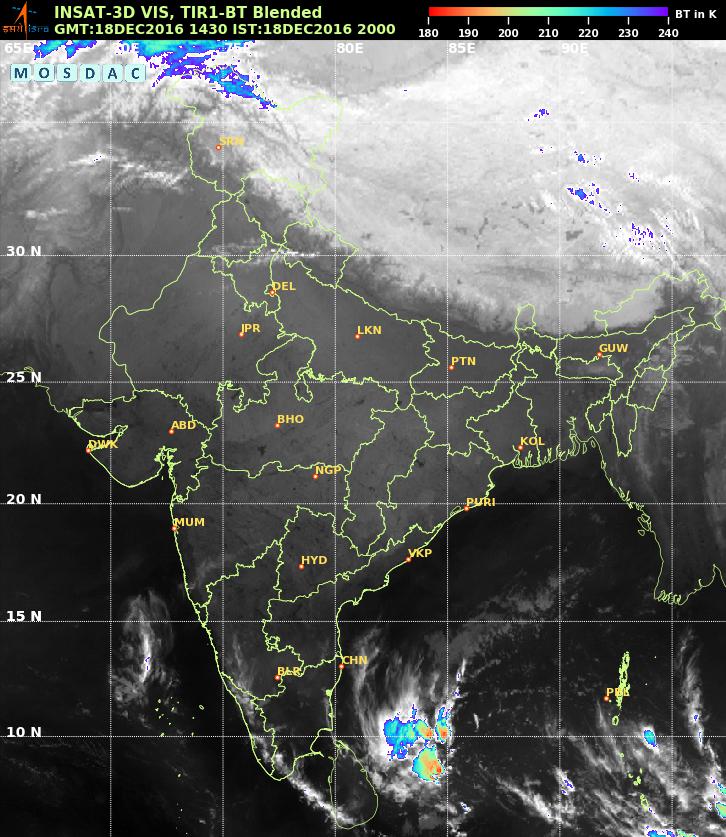 INSAT-3D VIS, TIR1-BT Blended
GMT:18DEC2016 1430 IST:18DEC2016 2000
BT in K
180 190 200 210 220 230 240
65E 70E 75E 80E 85E 90E
M O S D A C
SRN
30 N
DEL
JPR LKN
GUW
PTN
25 N
ABD BHO
DWK KOL
NGP
20 N PURI
MUM
VKP
HYD
15 N
CHN
BLR
PBL
10 N